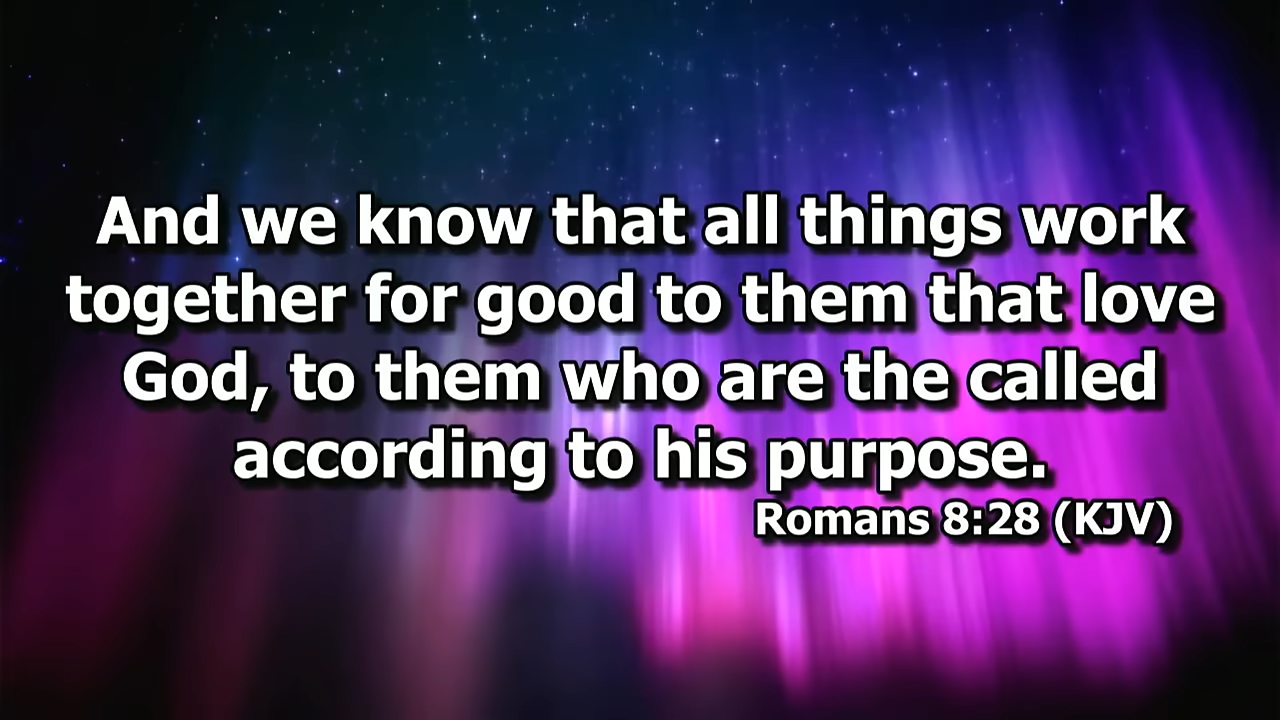 And we know that all things work
together for good to them that love
God, to them who are the called
according to his purpose.
Romans 8:28 (KJV)